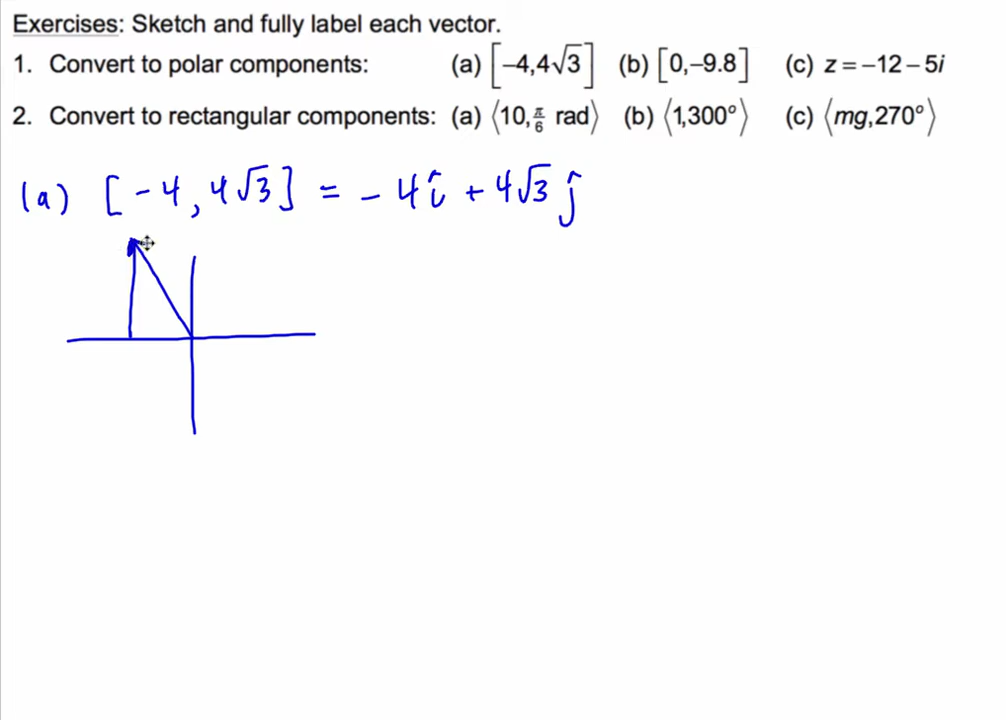 Exercises: Sketch and fully label each vector.
1. Convert to polar components: (a) [−4,4√3] (b) [0,−9.8] (c) z = −12 − 5i
2. Convert to rectangular components: (a) ⟨10, π/6 rad⟩ (b) ⟨1,300°⟩ (c) ⟨mg,270°⟩
(a) [-4, 4√3] = -4î + 4√3 ĵ